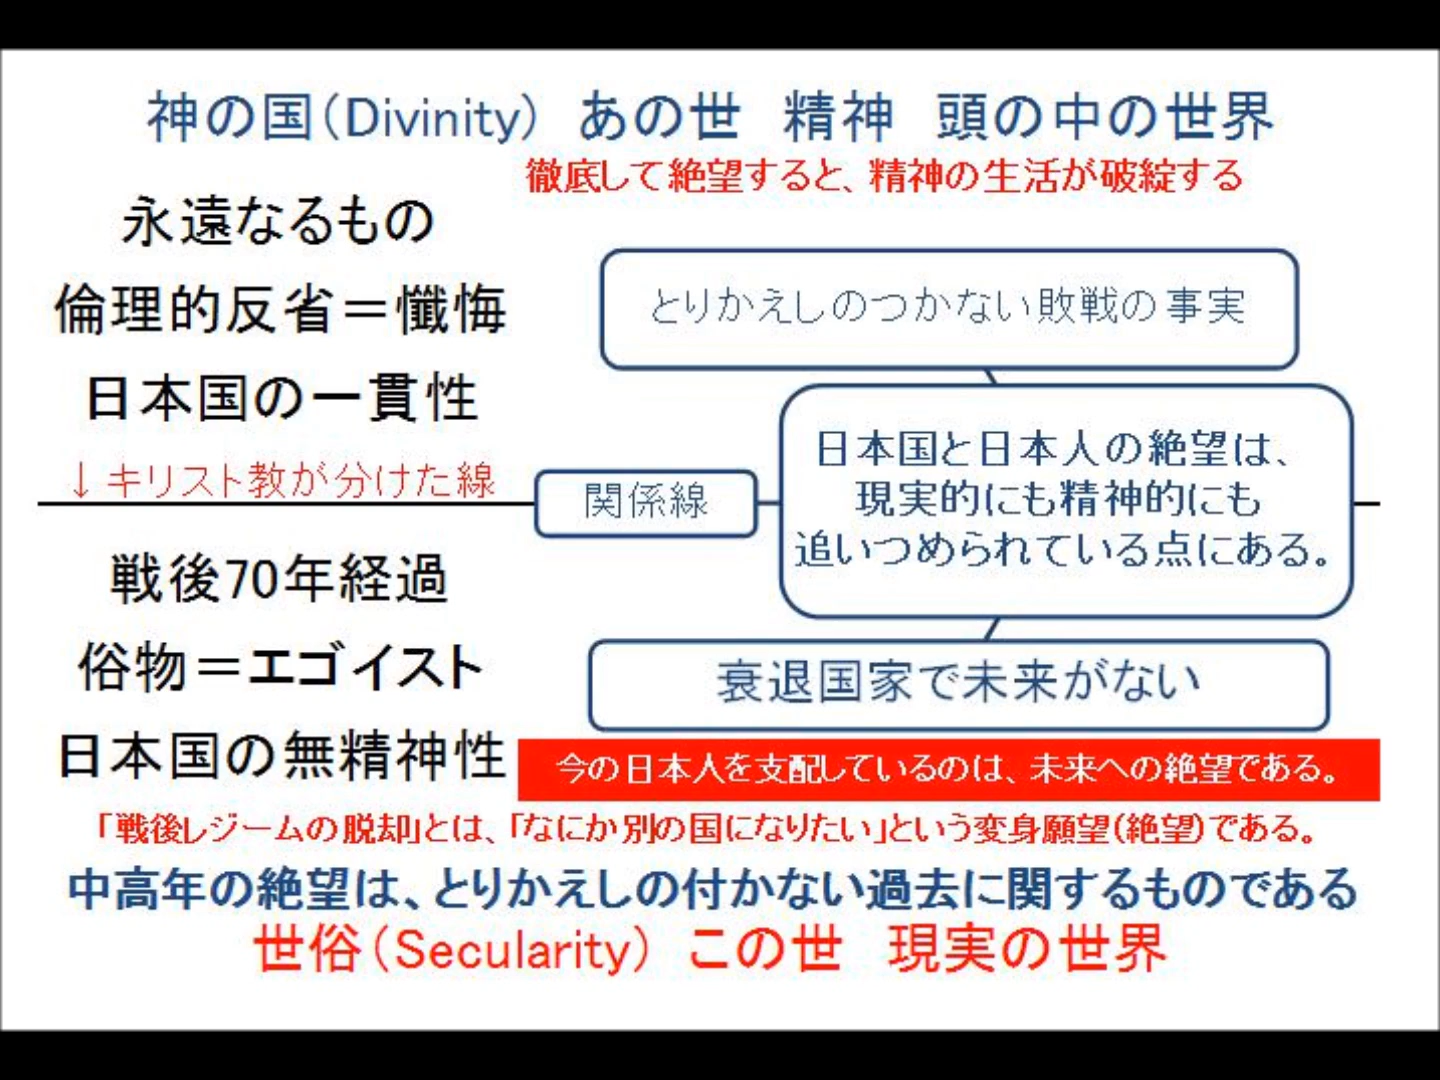 神の国(Divinity) あの世 精神 頭の中の世界
徹底して絶望すると、精神の生活が破綻する
永遠なるもの
倫理的反省=懺悔
日本国の一貫性
↓キリスト教が分けた線
とりかえしのつかない敗戦の事実
関係線
日本国と日本人の絶望は、
現実的にも精神的にも
追いつめられている点にある。
戦後70年経過
俗物=エゴイスト
日本国の無精神性
衰退国家で未来がない
今の日本人を支配しているのは、未来への絶望である。
「戦後レジームの脱却」とは、「なにか別の国になりたい」という変身願望(絶望)である。
中高年の絶望は、とりかえしの付かない過去に関するものである
世俗(Secularity) この世 現実の世界